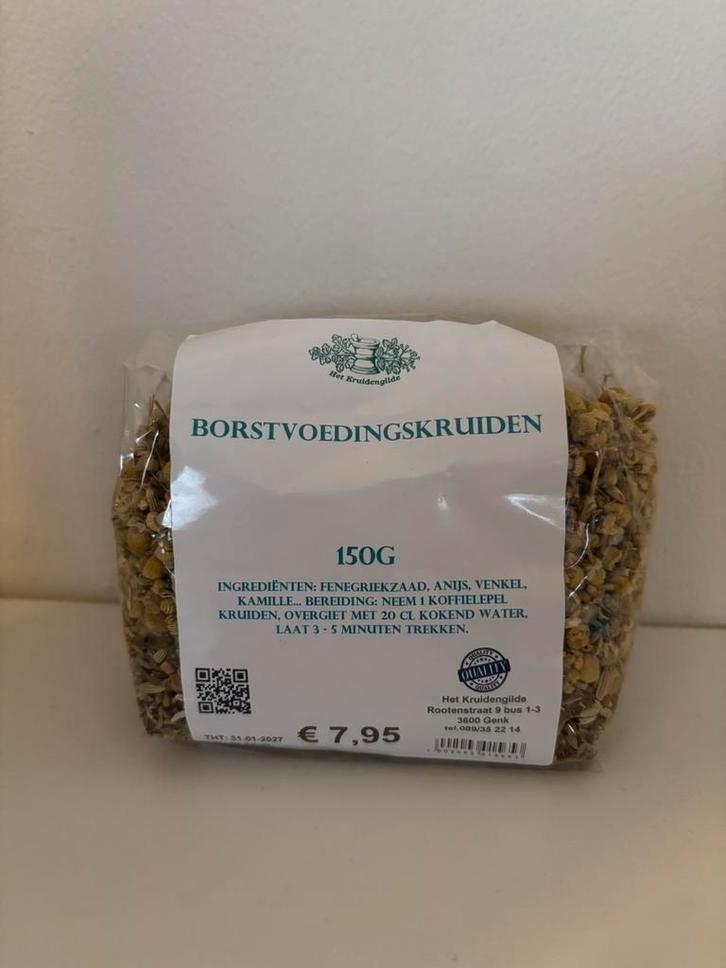 Het Kruidengilde
BORSTVOEDINGSKRUIDEN
150G
INGREDIËNTEN: FENEGRIEKZAAD, ANIJS, VENKEL,
KAMILLE... BEREIDING: NEEM 1 KOFFIELEPEL
KRUIDEN, OVERGIET MET 20 CL KOKEND WATER,
LAAT 3 - 5 MINUTEN TREKKEN.
QUALITY
QUALITY
QUALITY
Het Kruidengilde
Rootenstraat 9 bus 1-3
3600 Genk
tel.089/35 22 14
THT: 31-01-2027
€ 7,95